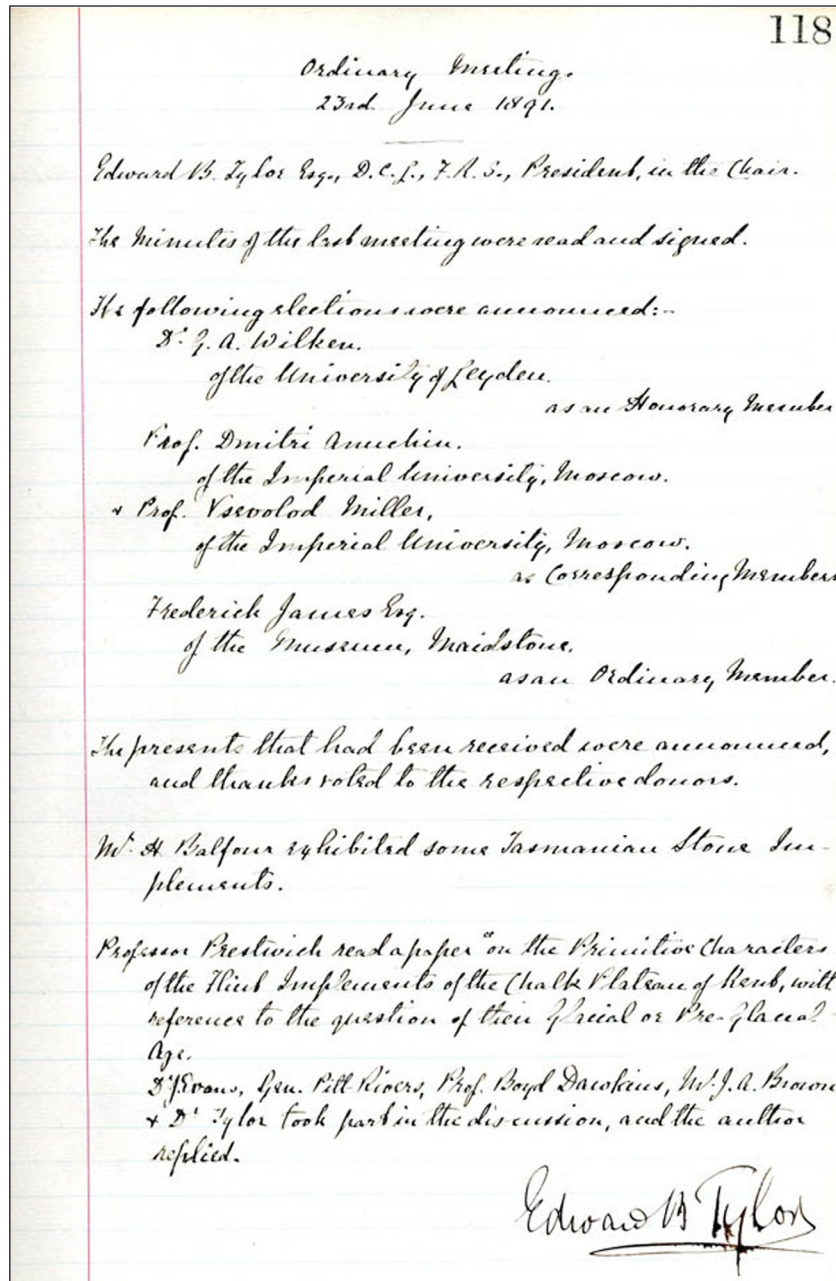 118
Ordinary Meeting.
23rd June 1891.
Edward B. Tylor Esq., D.C.L., F.R.S., President, in the Chair.
The Minutes of the last meeting were read and signed.
The following elections were announced:-
Dr. G. A. Wilken.
of the University of Leyden.
as an Honorary Member
Prof. Dmitri Anuchin.
of the Imperial University, Moscow.
& Prof. Vsevolod Miller,
of the Imperial University, Moscow.
as Corresponding Members
Frederick James Esq.
of the Museum, Maidstone.
as an Ordinary Member.
The presents that had been received were announced,
and thanks voted to the respective donors.
Mr. H Balfour exhibited some Tasmanian Stone Im-
plements.
Professor Prestwich read a paper "on the Primitive Characters
of the Flint Implements of the Chalk Plateau of Kent, with
reference to the question of their Glacial or Pre-Glacial
Age.
Dr J. Evans, Gen. Pitt-Rivers, Prof. Boyd Dawkins, Mr. J. A. Brown
& Dr Tylor took part in the discussion, and the author
replied.
Edward B Tylor